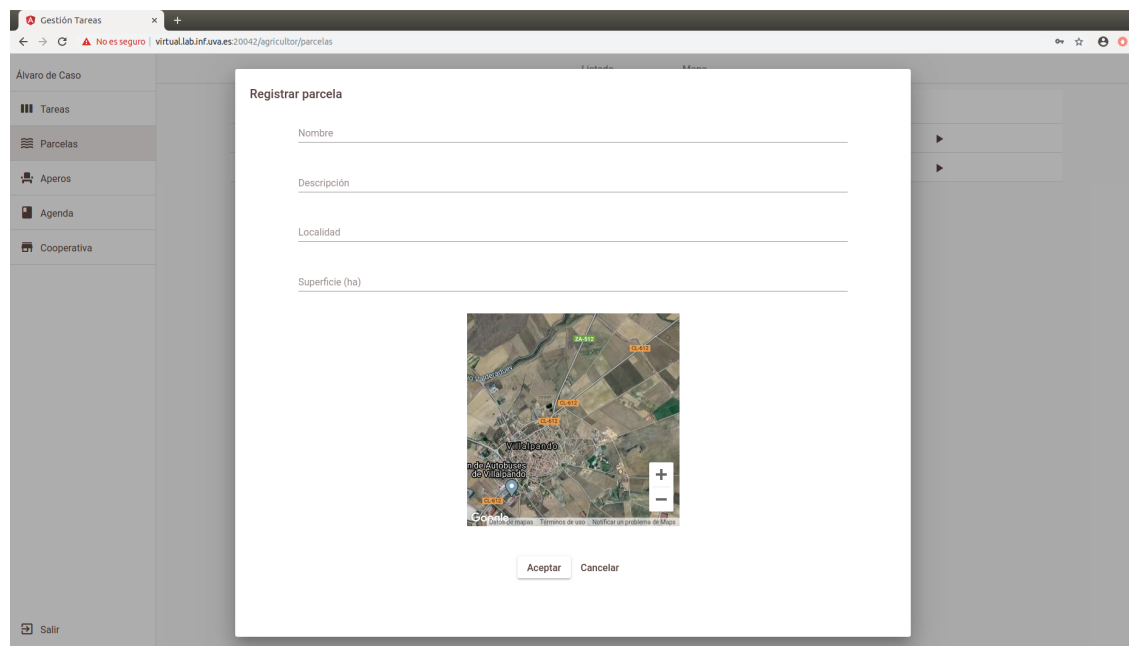 Gestión Tareas
No es seguro | virtual.lab.inf.uva.es:20042/agricultor/parcelas
Álvaro de Caso
Listado Mapa
Tareas
Parcelas
Aperos
Agenda
Cooperativa
Salir
Registrar parcela
Nombre
Descripción
Localidad
Superficie (ha)
ZA-512
CL-612
CL-612
CL-612
Villalpando
n de Autobuses
de Villalpando
CL-612
Google
Datos de mapas Términos de uso Notificar un problema de Maps
Aceptar Cancelar